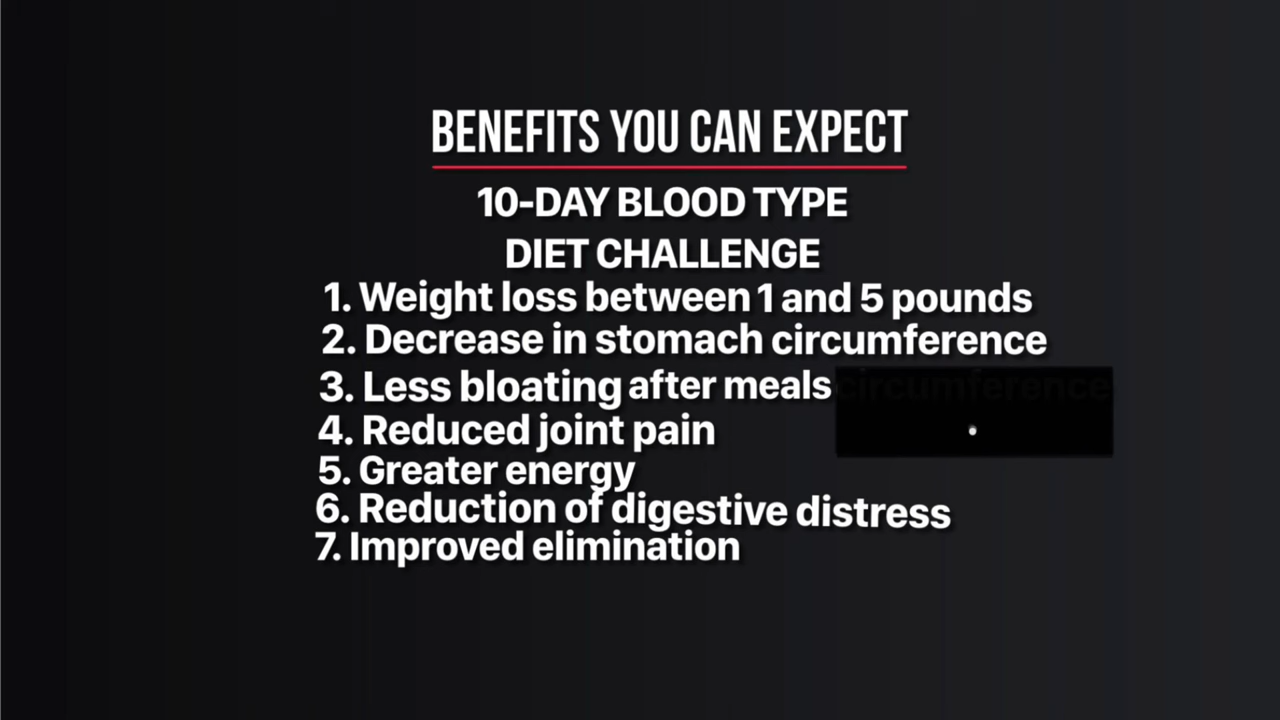 BENEFITS YOU CAN EXPECT
10-DAY BLOOD TYPE
DIET CHALLENGE
1. Weight loss between 1 and 5 pounds
2. Decrease in stomach circumference
3. Less bloating after meals circumference
4. Reduced joint pain
5. Greater energy
6. Reduction of digestive distress
7. Improved elimination